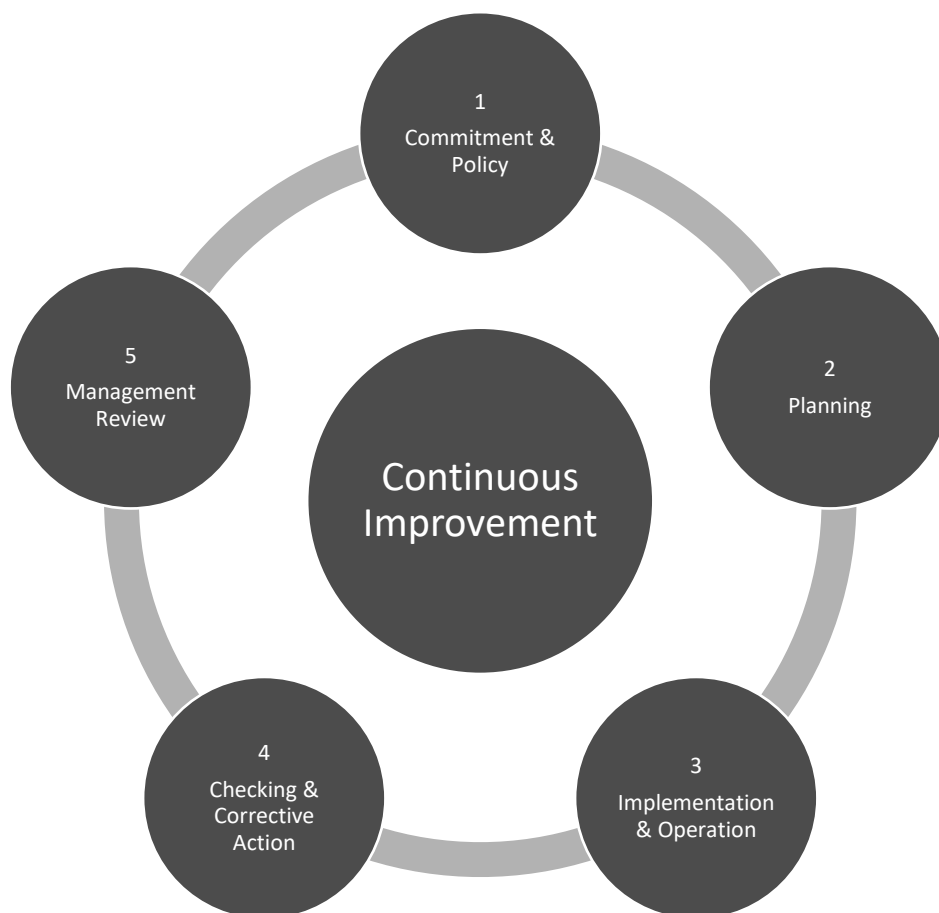 1
Commitment &
Policy
2
Planning
3
Implementation
& Operation
4
Checking &
Corrective
Action
5
Management
Review
Continuous
Improvement